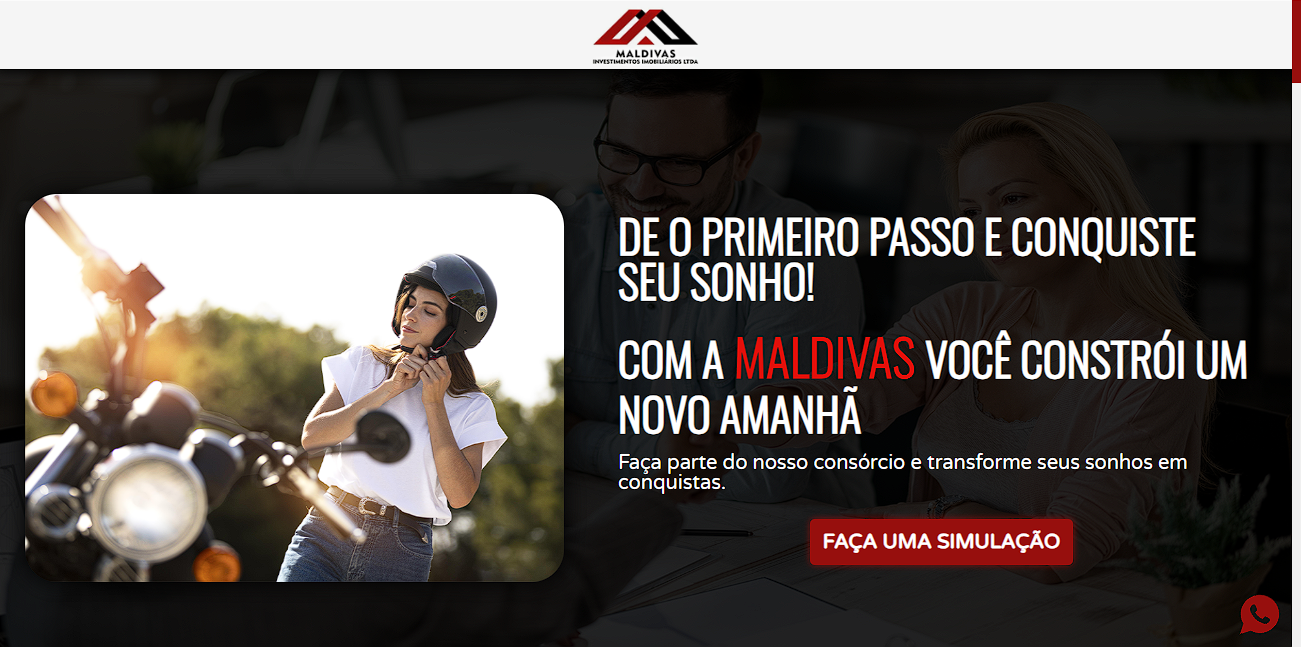 MALDIVAS
INVESTIMENTOS IMOBILIÁRIOS LTDA
DE O PRIMEIRO PASSO E CONQUISTE
SEU SONHO!
COM A MALDIVAS VOCÊ CONSTRÓI UM
NOVO AMANHÃ
Faça parte do nosso consórcio e transforme seus sonhos em
conquistas.
FAÇA UMA SIMULAÇÃO